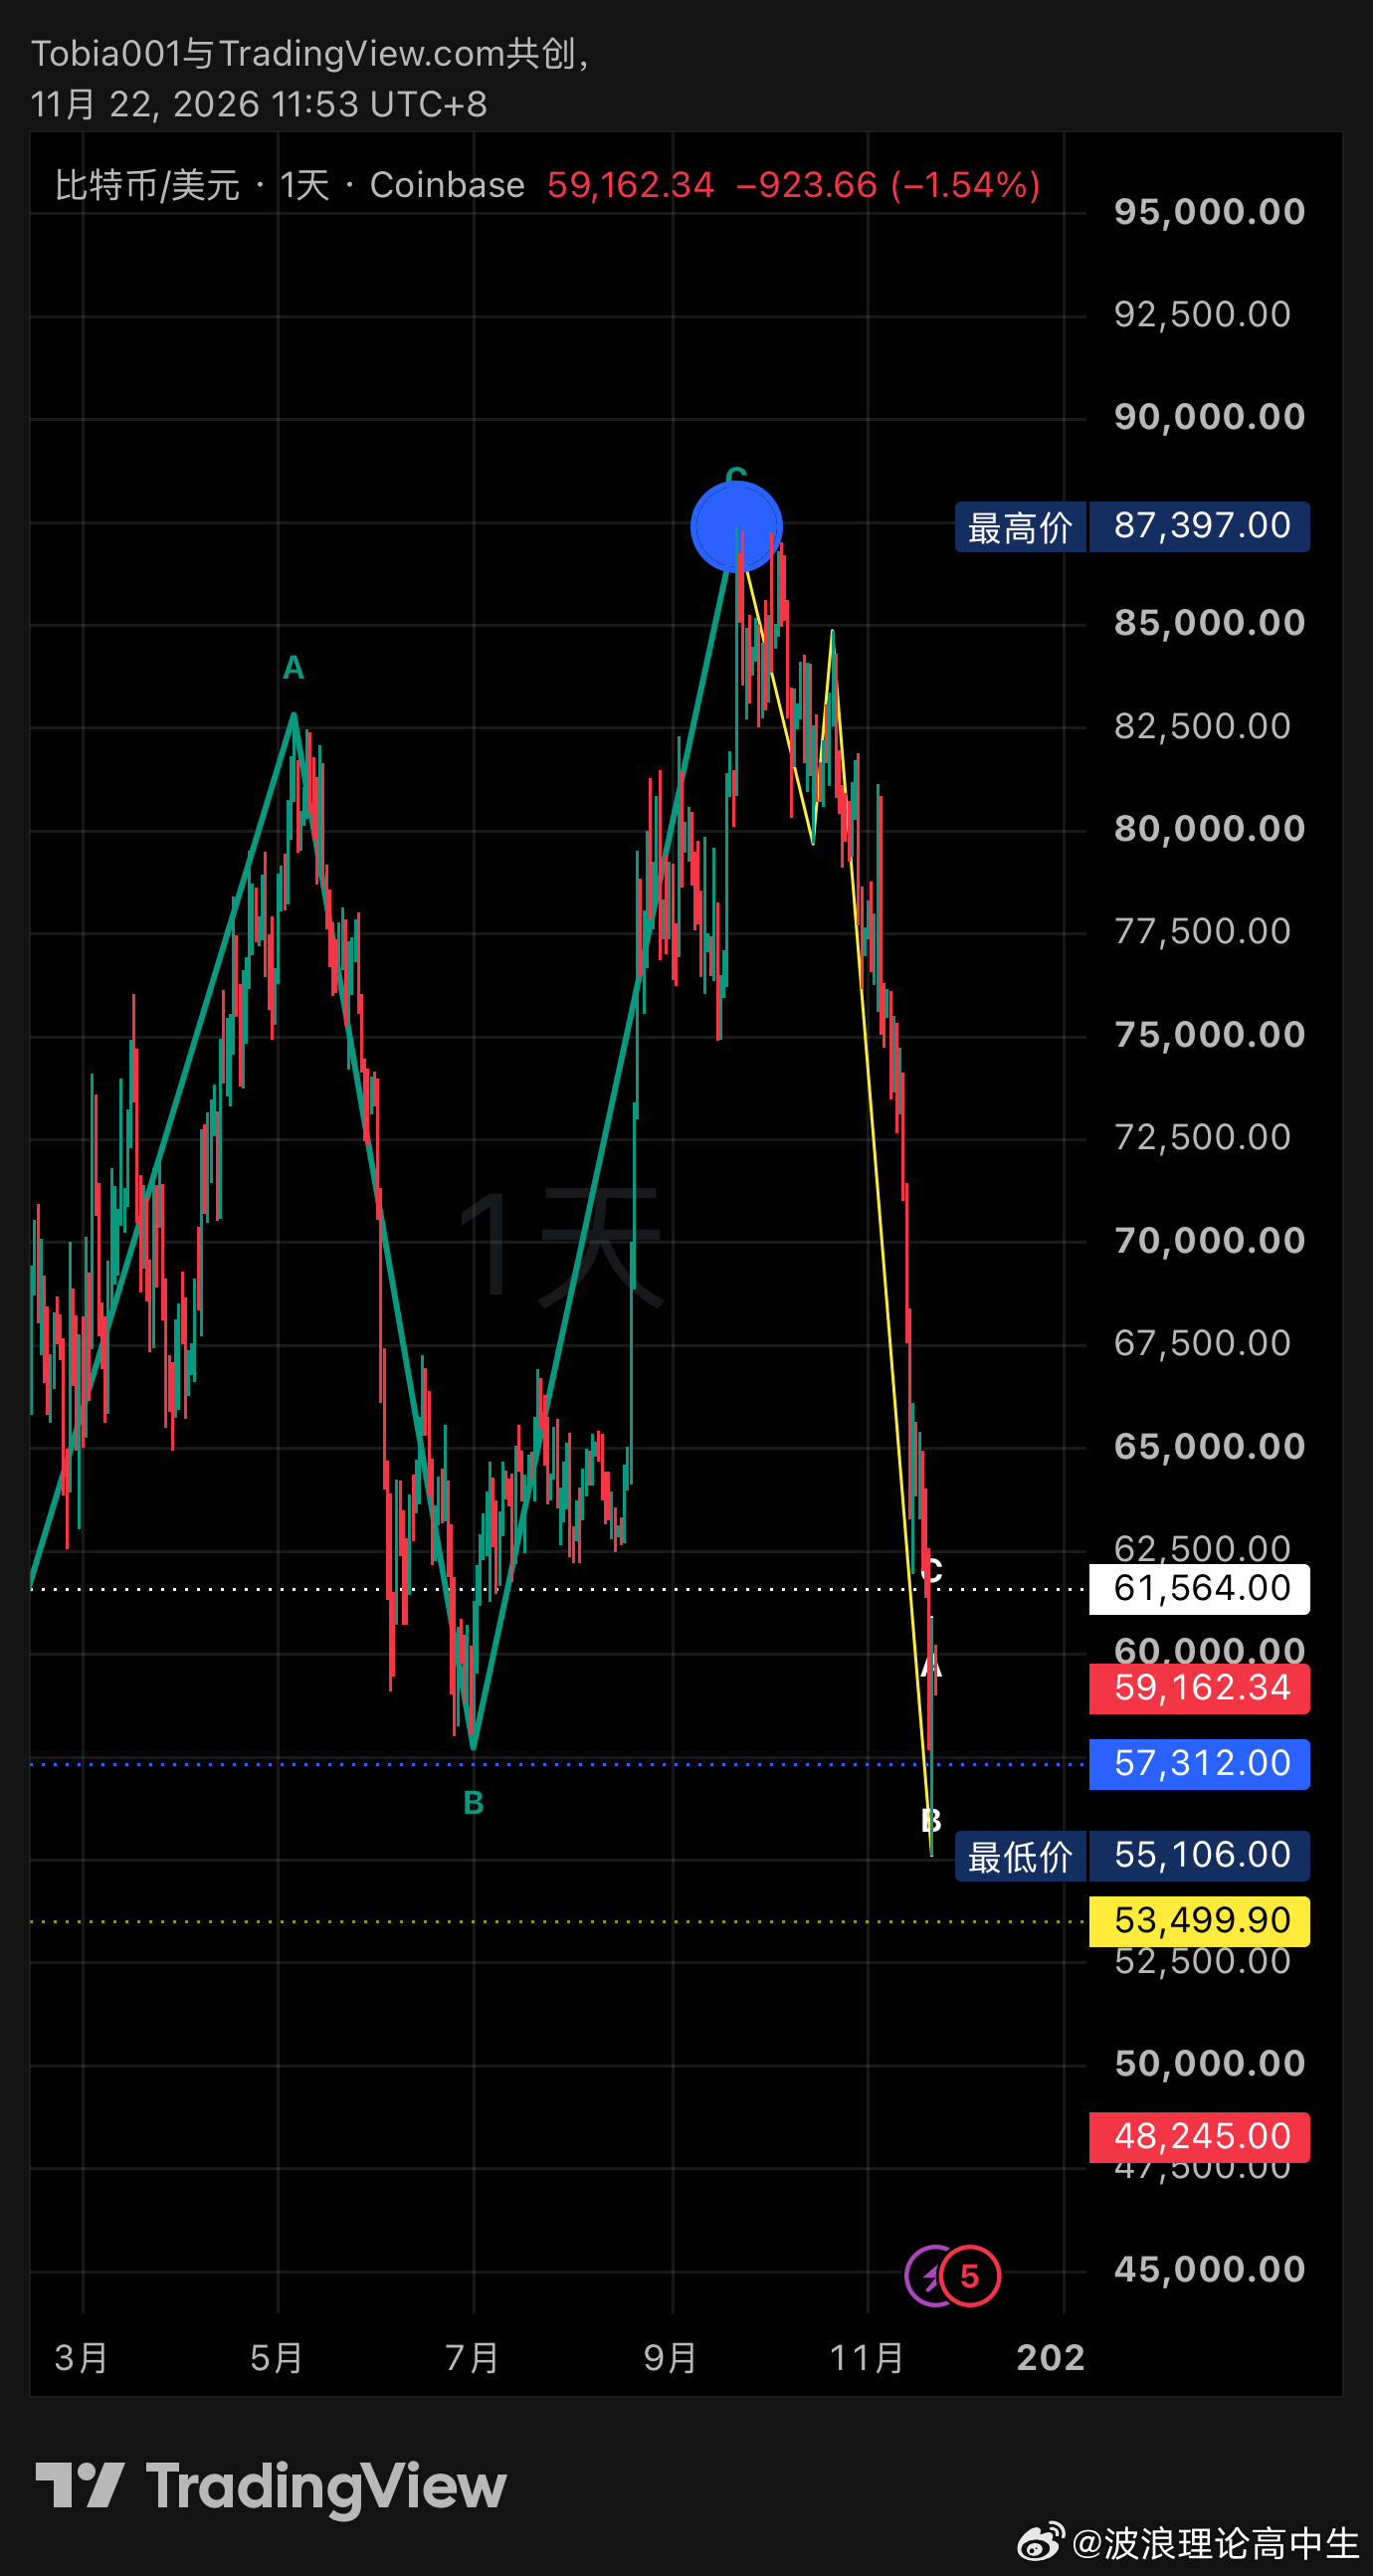 Tobia001与TradingView.com共创,
11月 22, 2026 11:53 UTC+8
比特币/美元 · 1天 · Coinbase 59,162.34 −923.66 (−1.54%)
95,000.00
92,500.00
90,000.00
C
最高价 87,397.00
85,000.00
A
82,500.00
80,000.00
77,500.00
75,000.00
72,500.00
1天
70,000.00
67,500.00
65,000.00
62,500.00
C
61,564.00
60,000.00
A
59,162.34
57,312.00
B
B
最低价 55,106.00
53,499.90
52,500.00
50,000.00
48,245.00
47,500.00
5
45,000.00
3月 5月 7月 9月 11月 202
TradingView
@波浪理论高中生